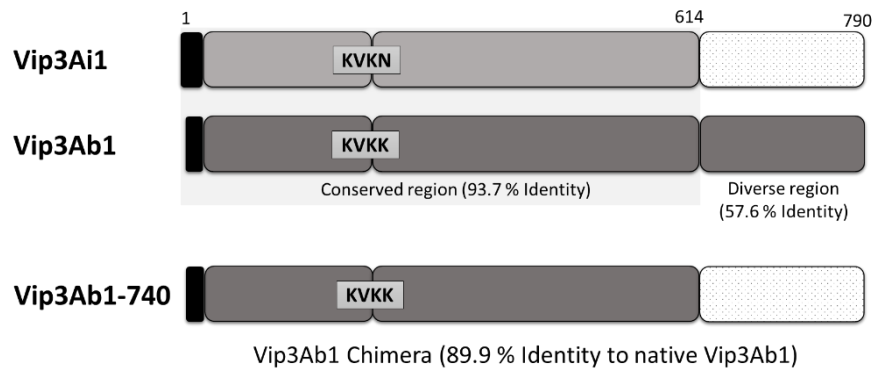 1
614
790
Vip3Ai1
KVKN
Vip3Ab1
KVKK
Conserved region (93.7 % Identity)
Diverse region
(57.6 % Identity)
Vip3Ab1-740
KVKK
Vip3Ab1 Chimera (89.9 % Identity to native Vip3Ab1)